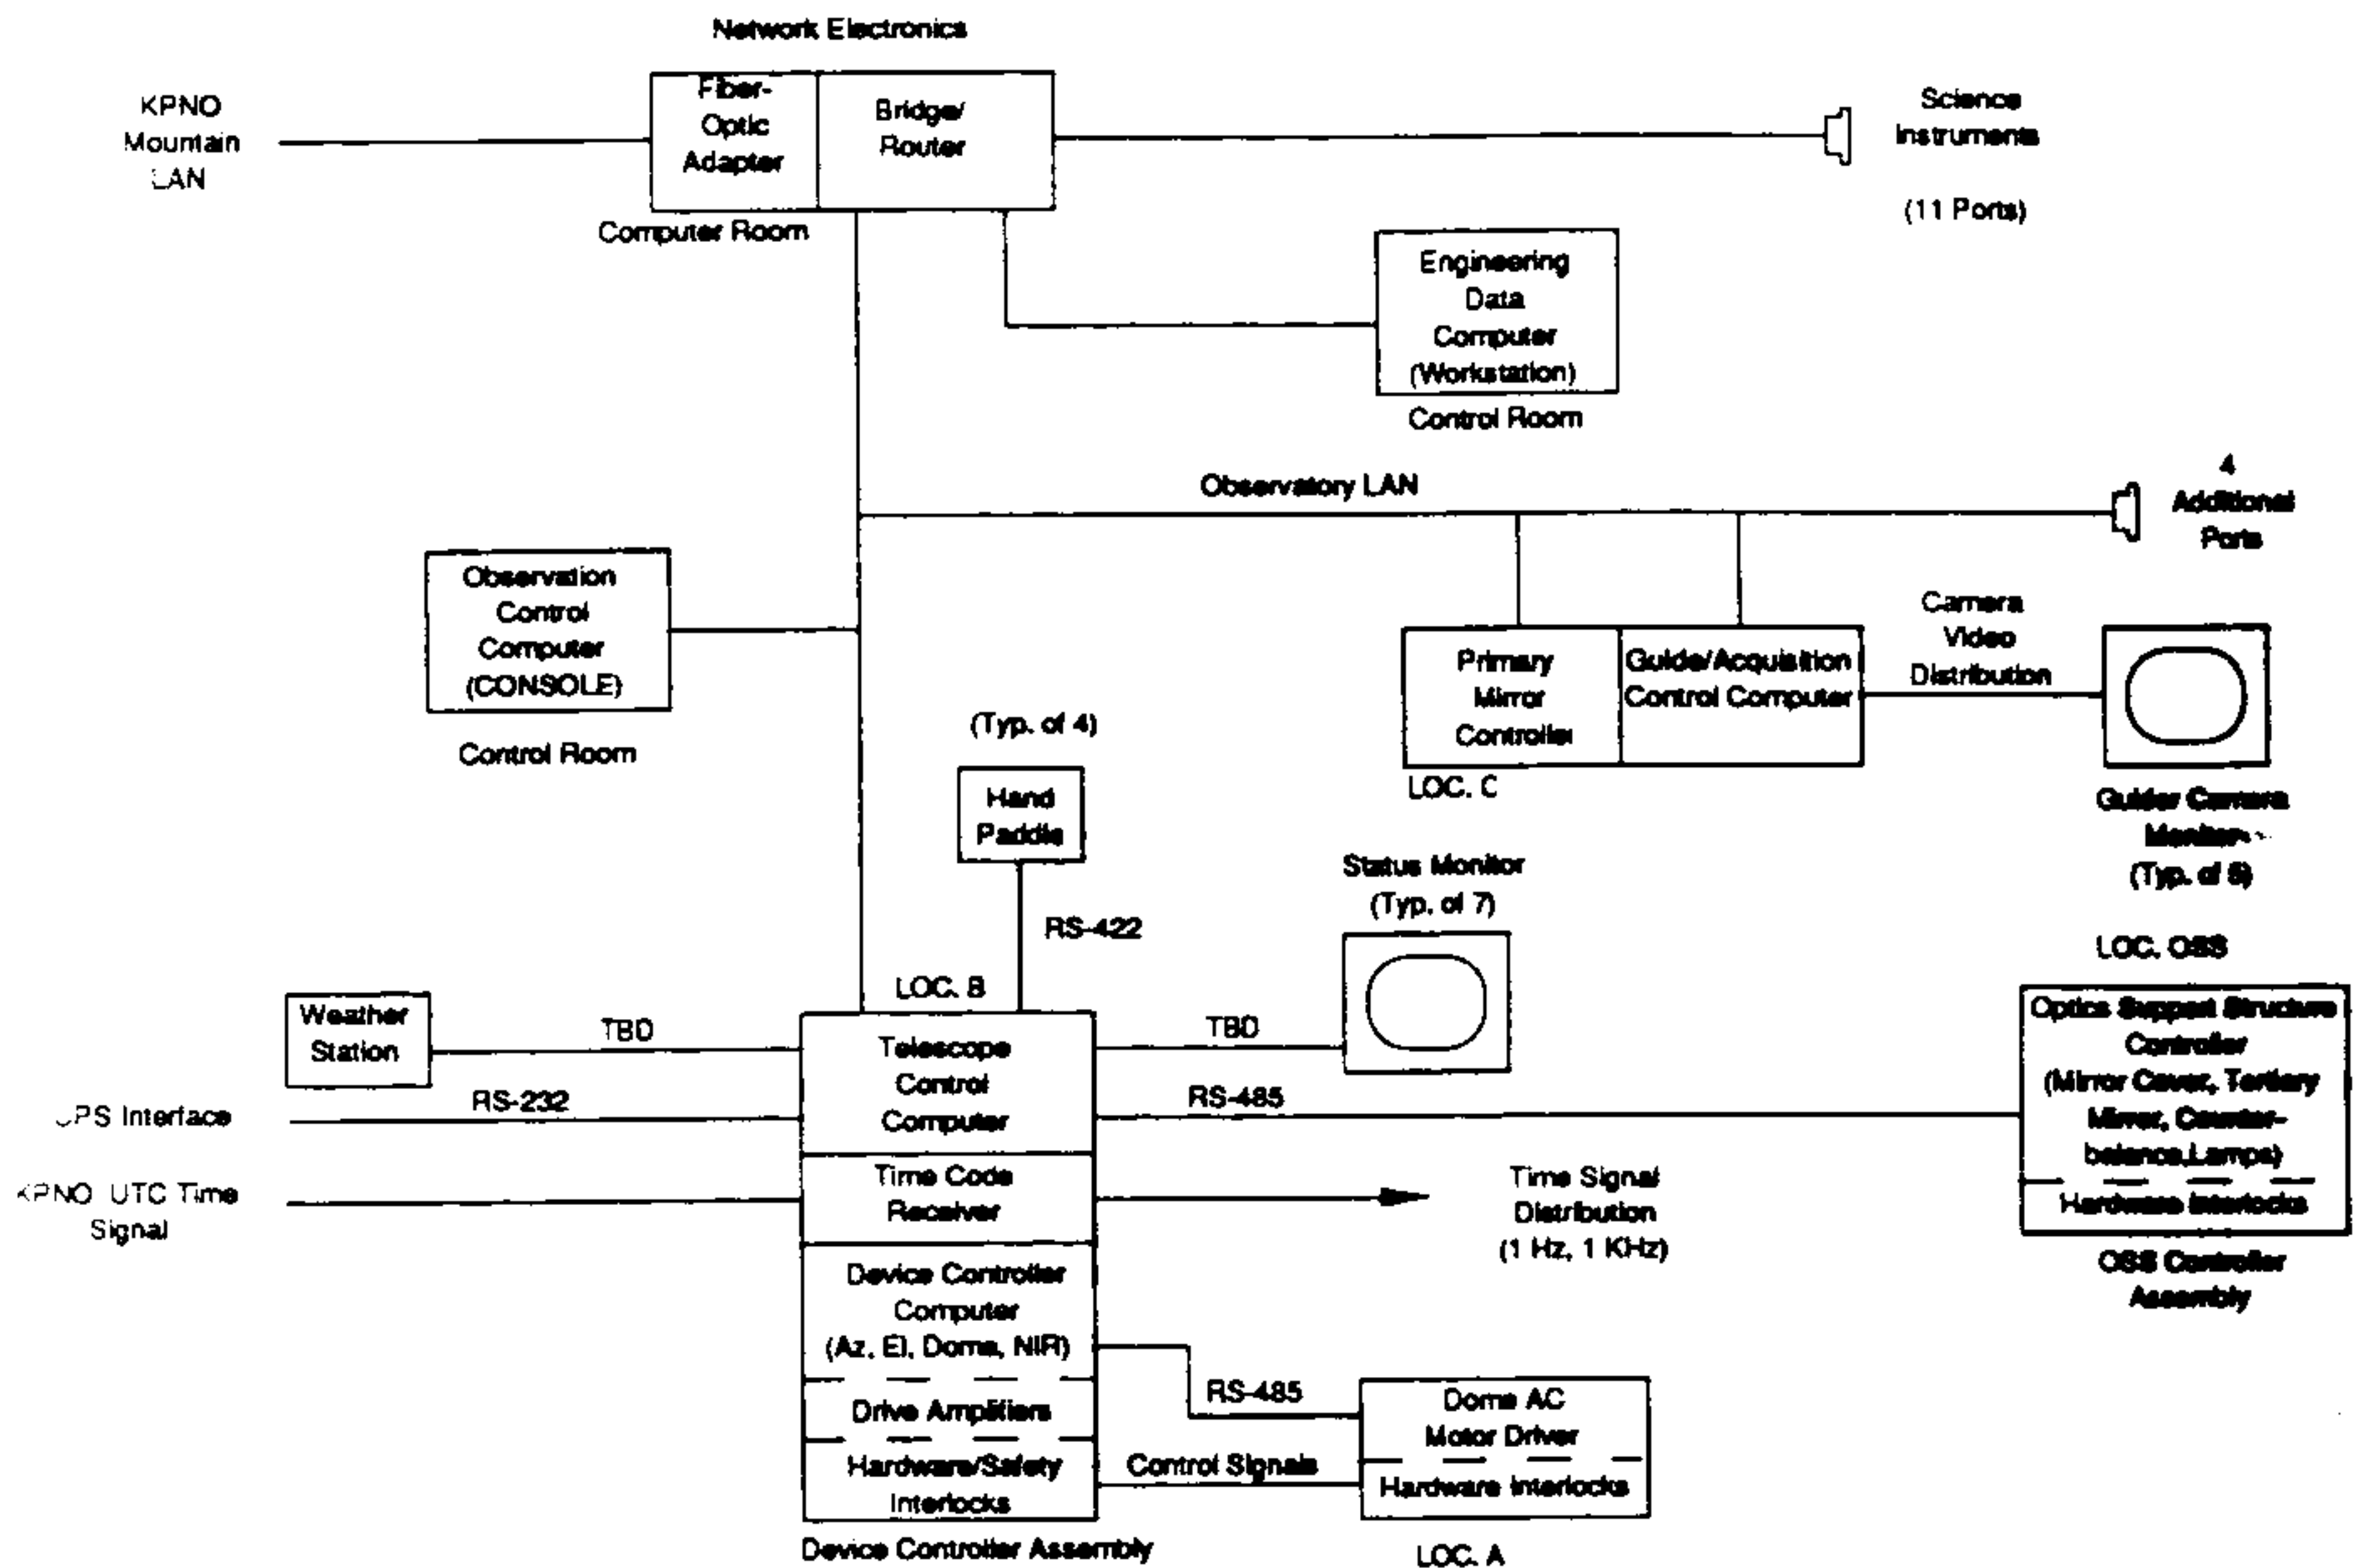 Network Electronics
KPNO
Mountain
LAN
Fiber-
Optic
Adapter
Bridge/
Router
Computer Room
Science
Instruments
(11 Ports)
Engineering
Data
Computer
(Workstation)
Control Room
Observatory LAN
4
Additional
Ports
Observation
Control
Computer
(CONSOLE)
Control Room
Primary
Mirror
Controller
Guide/Acquisition
Control Computer
LOC. C
Camera
Video
Distribution
Guider Camera
Monitor
(Typ. of 5)
(Typ. of 4)
Hand
Paddle
RS-422
Status Monitor
(Typ. of 7)
LOC. B
Weather
Station
TBD
Telescope
Control
Computer
TBD
RS-232
Interface
RS-485
LOC. OSS
Optics Support Structure
Controller
(Mirror Cover, Tertiary
Mirror, Counter-
balance,Lamps)
Hardware Interlocks
OSS Controller
Assembly
KPNO UTC Time
Signal
Time Code
Receiver
Time Signal
Distribution
(1 Hz, 1 KHz)
Device Controller
Computer
(Az, El, Dome, NIR)
Drive Amplifiers
Hardware/Safety
Interlocks
Device Controller Assembly
RS-485
Control Signals
Dome AC
Motor Driver
Hardware Interlocks
LOC. A